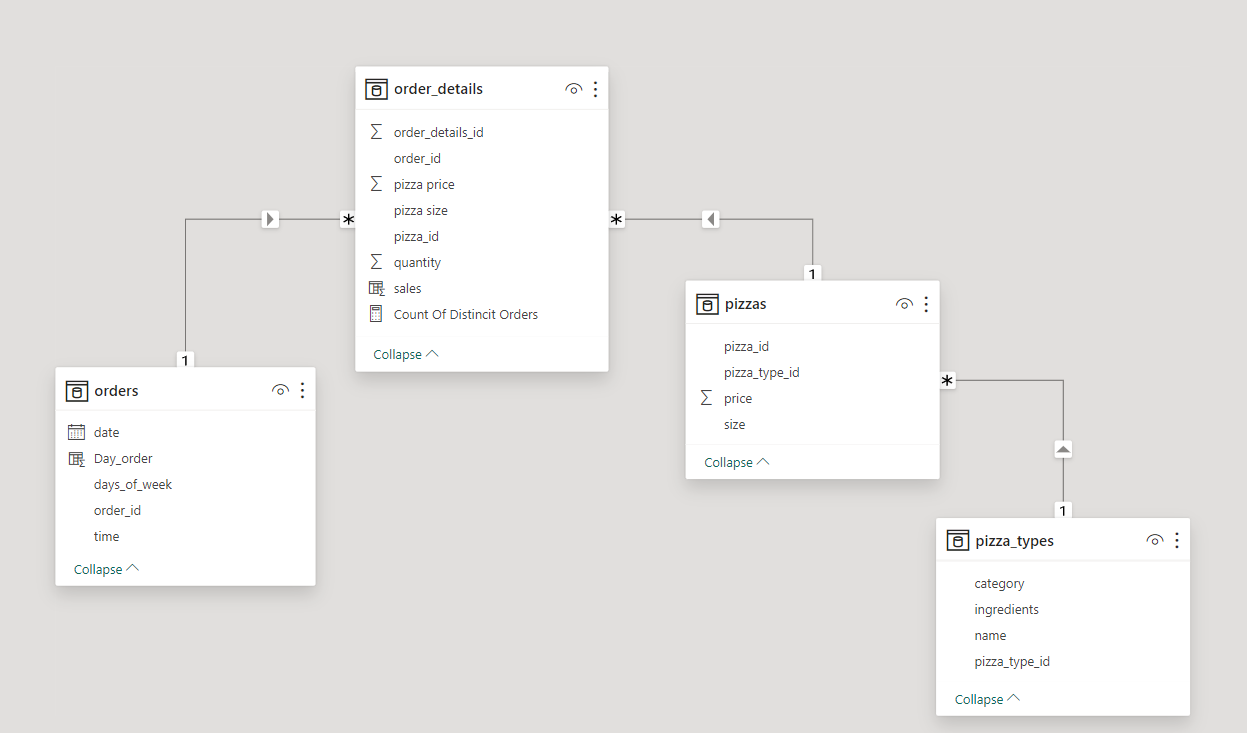 order_details
order_details_id
order_id
pizza price
pizza size
pizza_id
quantity
sales
Count Of Distincit Orders
Collapse
*
*
1
1
orders
date
Day_order
days_of_week
order_id
time
Collapse
pizzas
pizza_id
pizza_type_id
price
size
Collapse
*
1
pizza_types
category
ingredients
name
pizza_type_id
Collapse